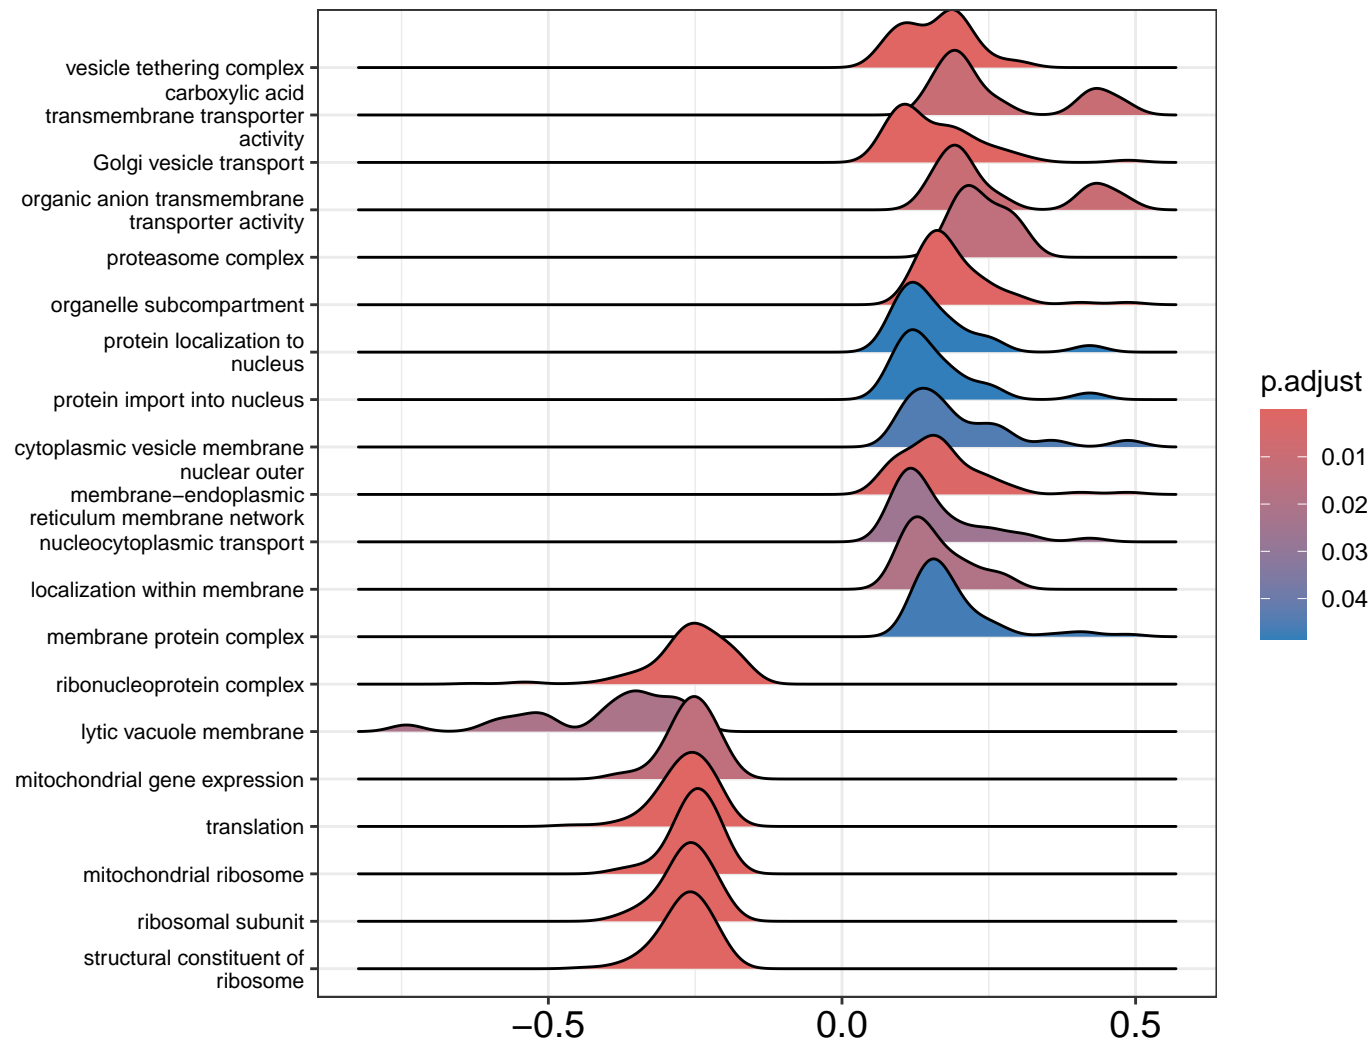 vesicle tethering complex
carboxylic acid
transmembrane transporter
activity
Golgi vesicle transport
organic anion transmembrane
transporter activity
proteasome complex
organelle subcompartment
protein localization to
nucleus
protein import into nucleus
cytoplasmic vesicle membrane
nuclear outer
membrane−endoplasmic
reticulum membrane network
nucleocytoplasmic transport
localization within membrane
membrane protein complex
ribonucleoprotein complex
lytic vacuole membrane
mitochondrial gene expression
translation
mitochondrial ribosome
ribosomal subunit
structural constituent of
ribosome
−0.5 0.0 0.5
p.adjust
0.01
0.02
0.03
0.04